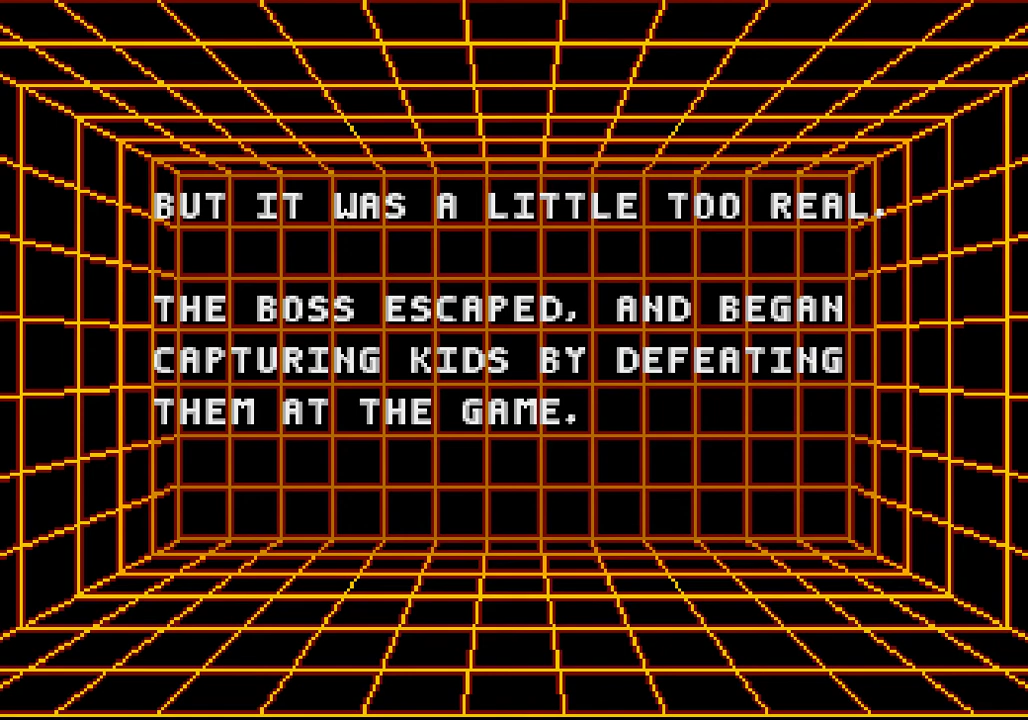 BUT IT WAS A LITTLE TOO REAL.
THE BOSS ESCAPED, AND BEGAN
CAPTURING KIDS BY DEFEATING
THEM AT THE GAME.